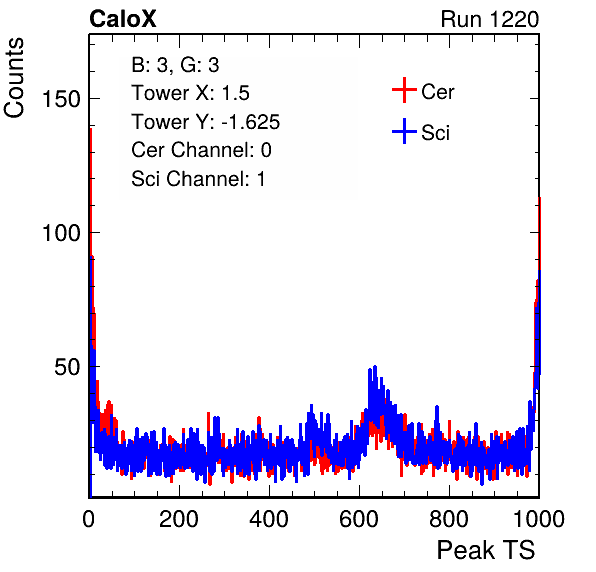 CaloX Run 1220
Counts
B: 3, G: 3
Tower X: 1.5
Tower Y: -1.625
Cer Channel: 0
Sci Channel: 1
Cer
Sci
150
100
50
0 200 400 600 800 1000
Peak TS